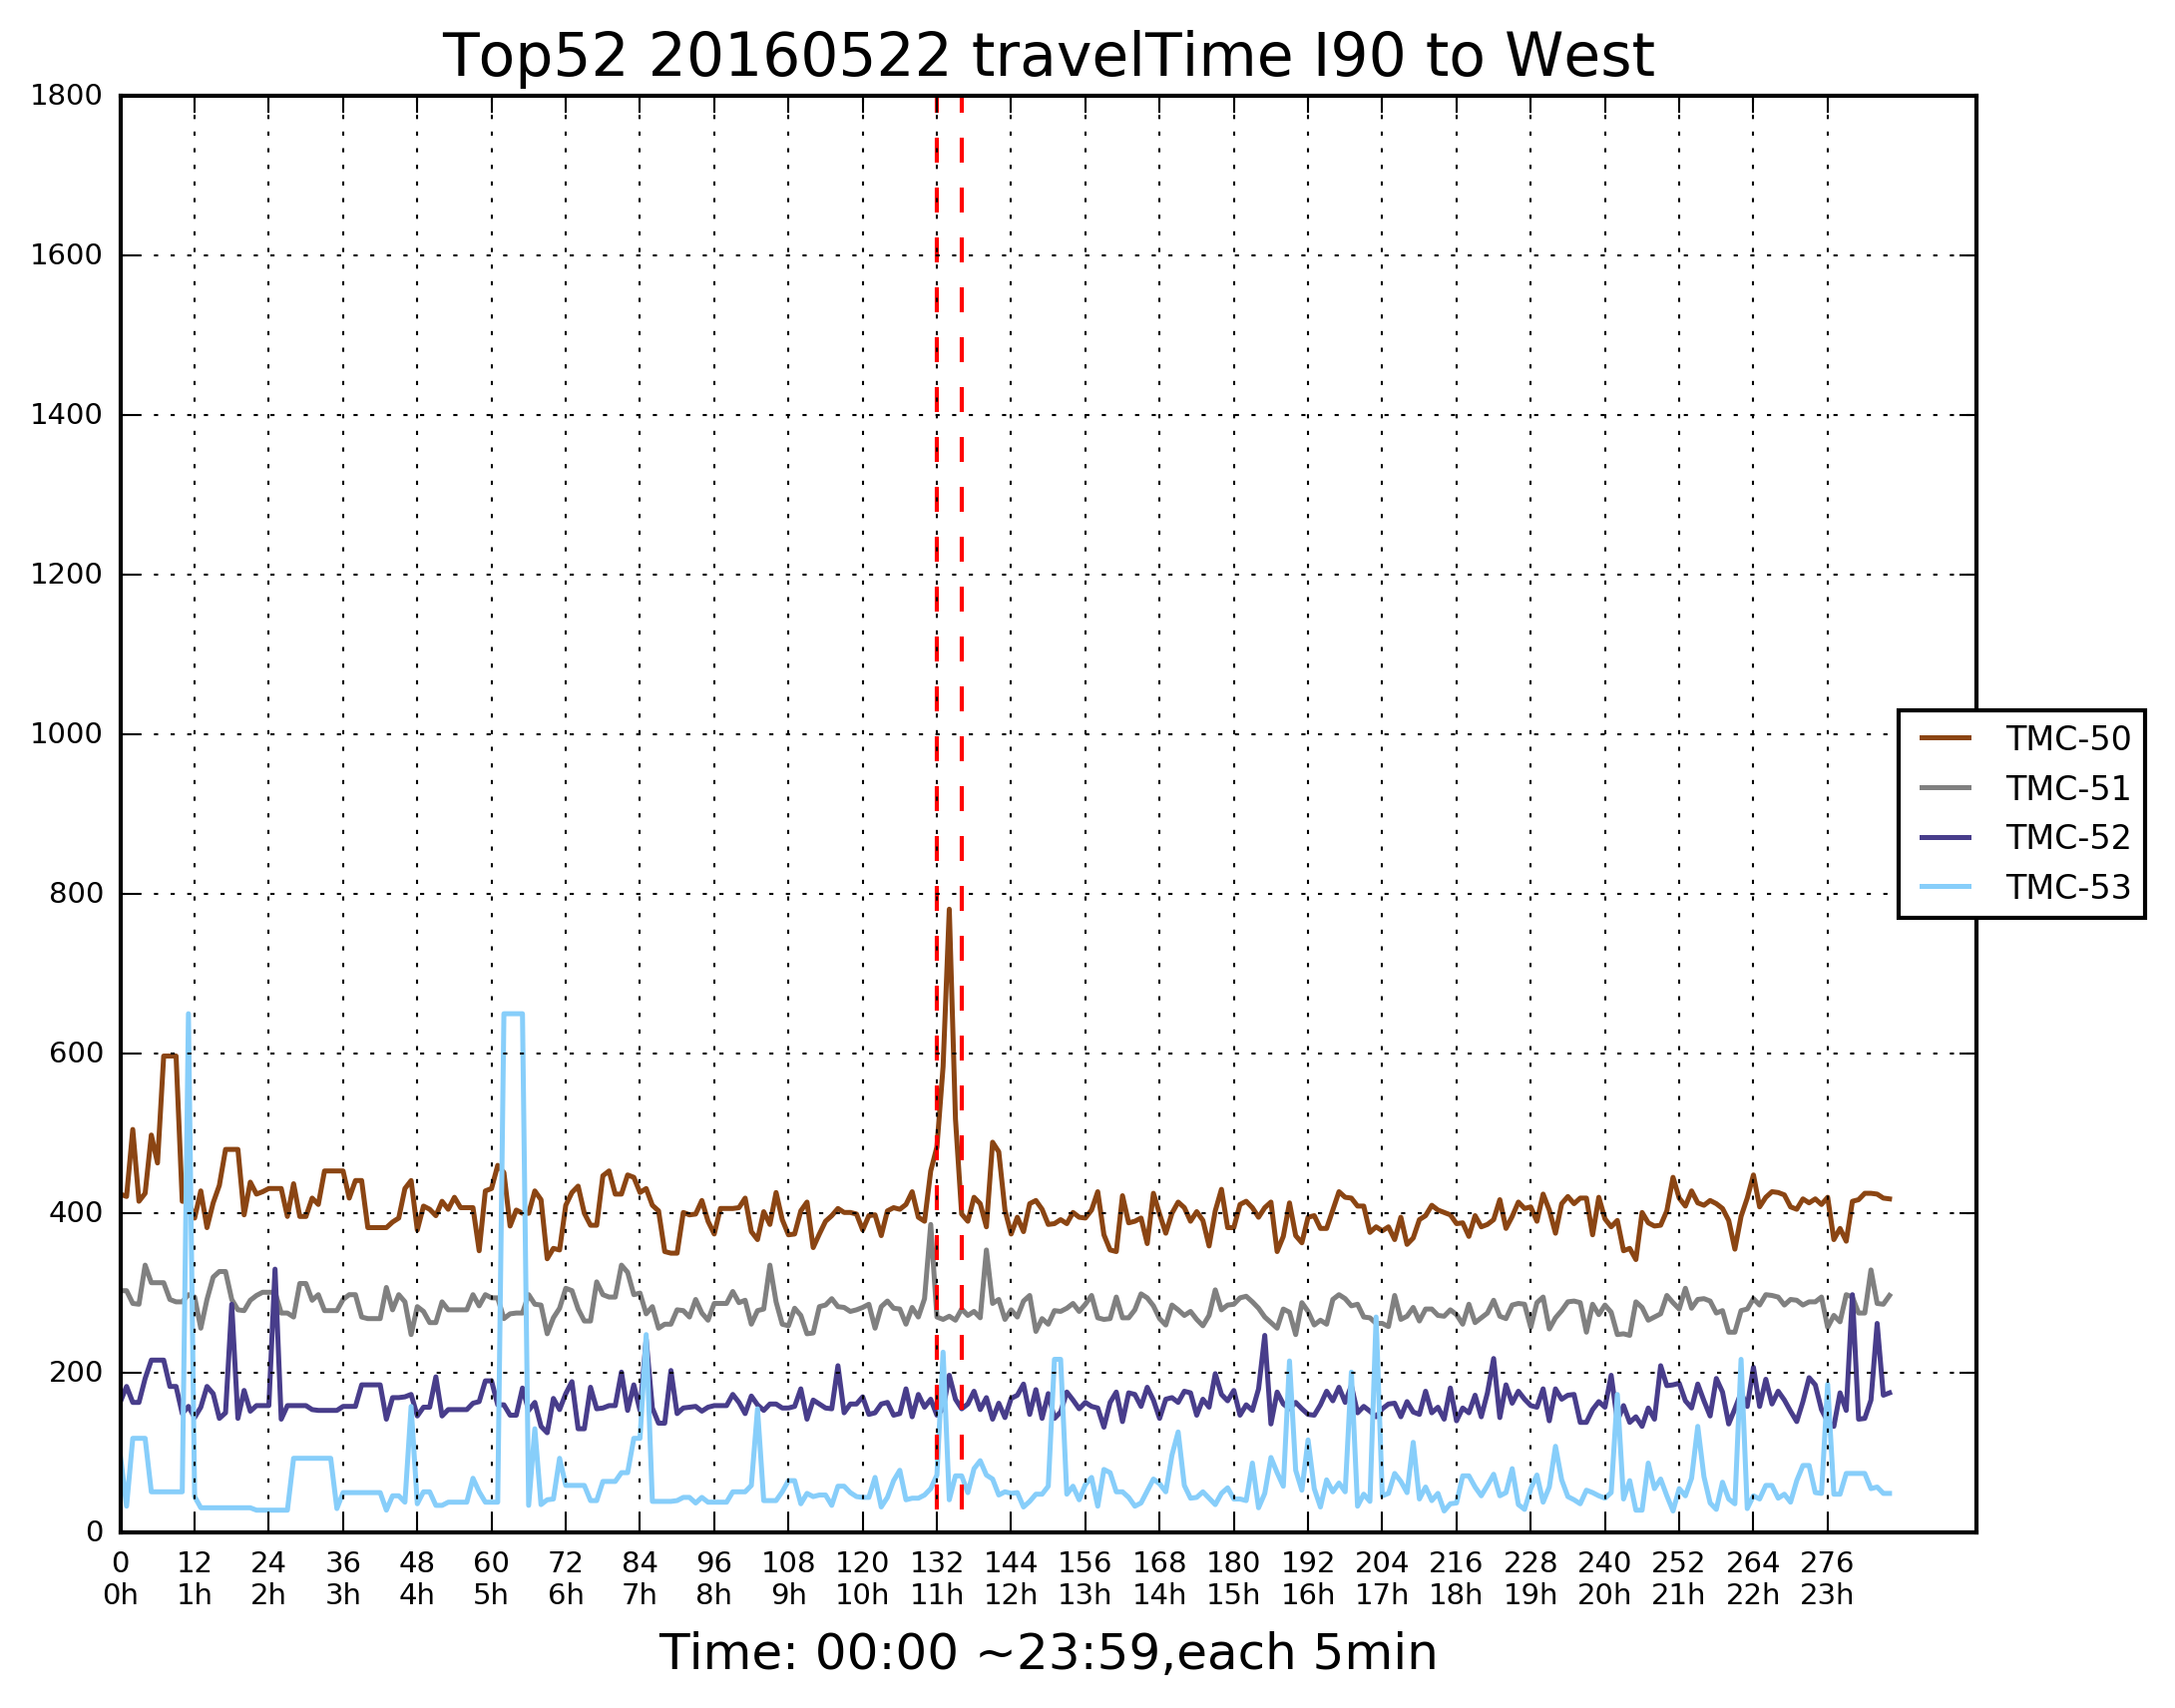 Top52 20160522 travelTime I90 to West
1800
1600
1400
1200
1000
800
600
400
200
0
TMC-50
TMC-51
TMC-52
TMC-53
0 12 24 36 48 60 72 84 96 108 120 132 144 156 168 180 192 204 216 228 240 252 264 276
0h 1h 2h 3h 4h 5h 6h 7h 8h 9h 10h 11h 12h 13h 14h 15h 16h 17h 18h 19h 20h 21h 22h 23h
Time: 00:00 ~23:59,each 5min